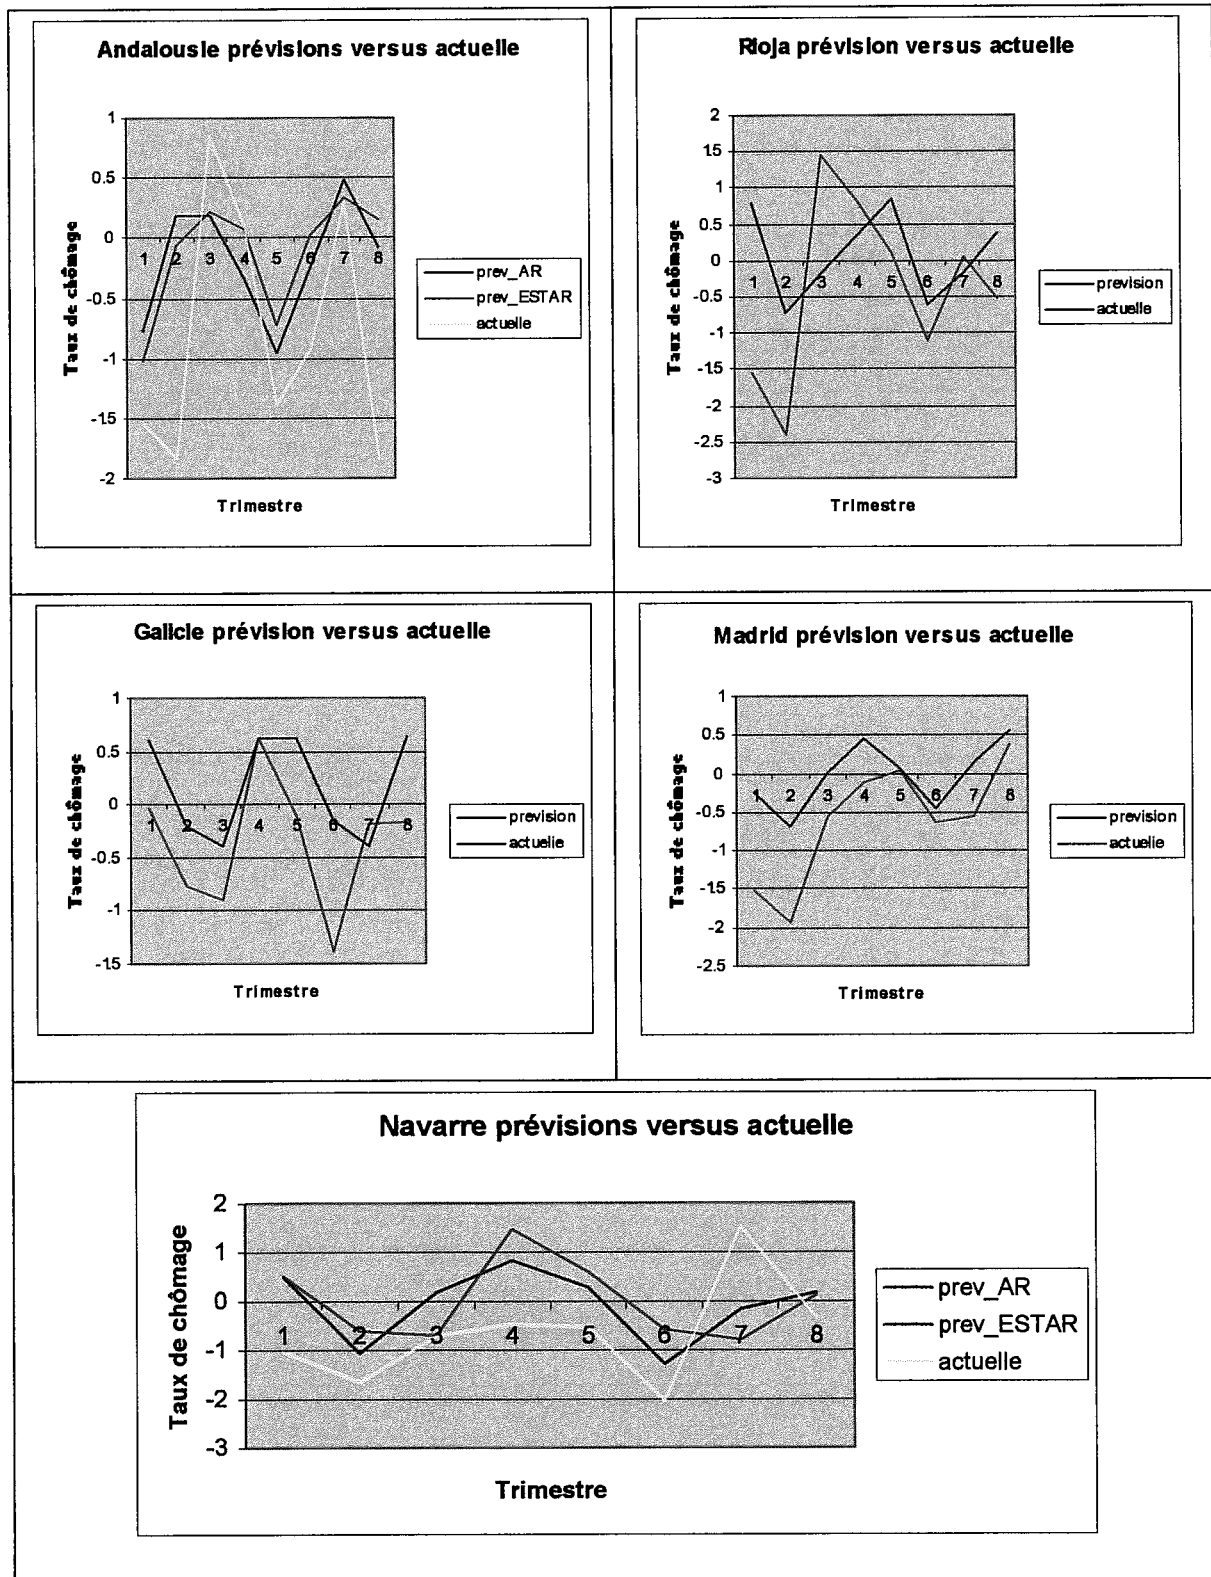 Andalousie prévisions versus actuelle
1
0.5
0
-0.5
-1
-1.5
-2
1 2 3 4 5 6 7 8
Taux de chômage
Trimestre
prev_AR
prev_ESTAR
actuelle
Rioja prévision versus actuelle
2
1.5
1
0.5
0
-0.5
-1
-1.5
-2
-2.5
-3
1 2 3 4 5 6 7 8
Taux de chômage
Trimestre
prevision
actuelle
Galicie prévision versus actuelle
1
0.5
0
-0.5
-1
-1.5
1 2 3 4 5 6 7 8
Taux de chômage
Trimestre
prevision
actuelle
Madrid prévision versus actuelle
1
0.5
0
-0.5
-1
-1.5
-2
-2.5
1 2 3 4 5 6 7 8
Taux de chômage
Trimestre
prevision
actuelle
Navarre prévisions versus actuelle
2
1
0
-1
-2
-3
1 2 3 4 5 6 7 8
Taux de chômage
Trimestre
prev_AR
prev_ESTAR
actuelle